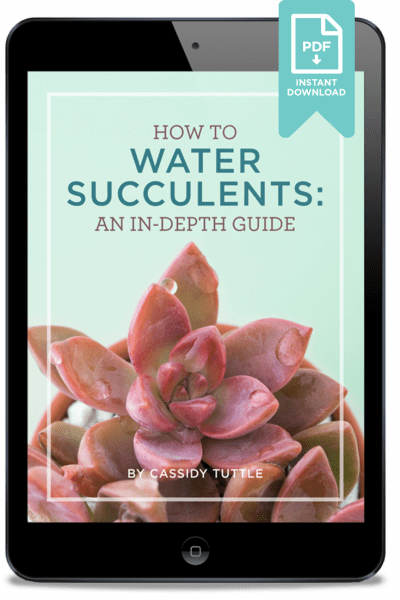 PDF
INSTANT
DOWNLOAD
HOW TO
WATER
SUCCULENTS:
AN IN-DEPTH GUIDE
BY CASSIDY TUTTLE